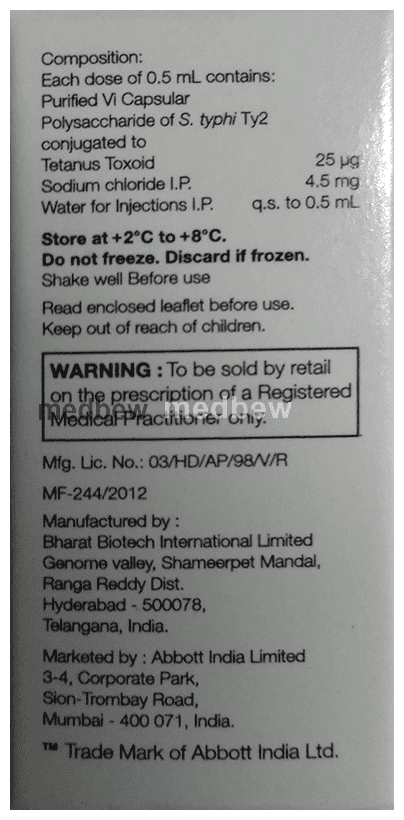 Composition:
Each dose of 0.5 mL contains:
Purified Vi Capsular
Polysaccharide of S. typhi Ty2
conjugated to
Tetanus Toxoid 25 µg
Sodium chloride I.P. 4.5 mg
Water for Injections I.P. q.s. to 0.5 mL
Store at +2°C to +8°C.
Do not freeze. Discard if frozen.
Shake well Before use
Read enclosed leaflet before use.
Keep out of reach of children.
WARNING : To be sold by retail
on the prescription of a Registered
medbew medbew
Medical Practitioner only.
Mfg. Lic. No.: 03/HD/AP/98/V/R
MF-244/2012
Manufactured by :
Bharat Biotech International Limited
Genome valley, Shameerpet Mandal,
Ranga Reddy Dist.
Hyderabad - 500078,
Telangana, India.
Marketed by : Abbott India Limited
3-4, Corporate Park,
Sion-Trombay Road,
Mumbai - 400 071, India.
™ Trade Mark of Abbott India Ltd.